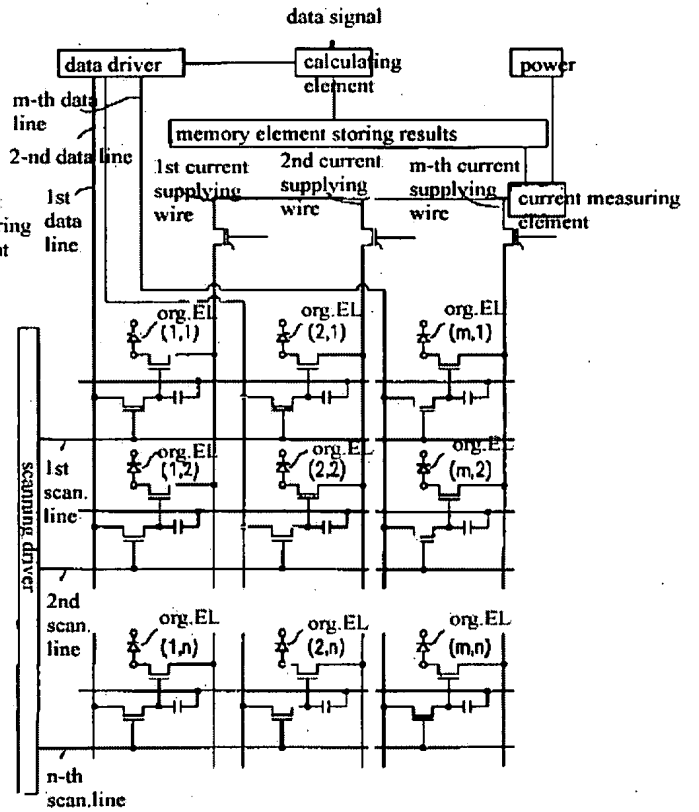 data signal
data driver
calculating
element
power
m-th data
line
2-nd data line
1st
data
line
memory element storing results
1st current
supplying
wire
2nd current
supplying
wire
m-th current
supplying
wire
current measuring
element
org.EL
(1,1)
org.EL
(2,1)
org.EL
(m,1)
1st
scan.
line
org.EL
(1,2)
org.EL
(2,2)
org.EL
(m,2)
scanning driver
2nd
scan.
line
org.EL
(1,n)
org.EL
(2,n)
org.EL
(m,n)
n-th
scan.line